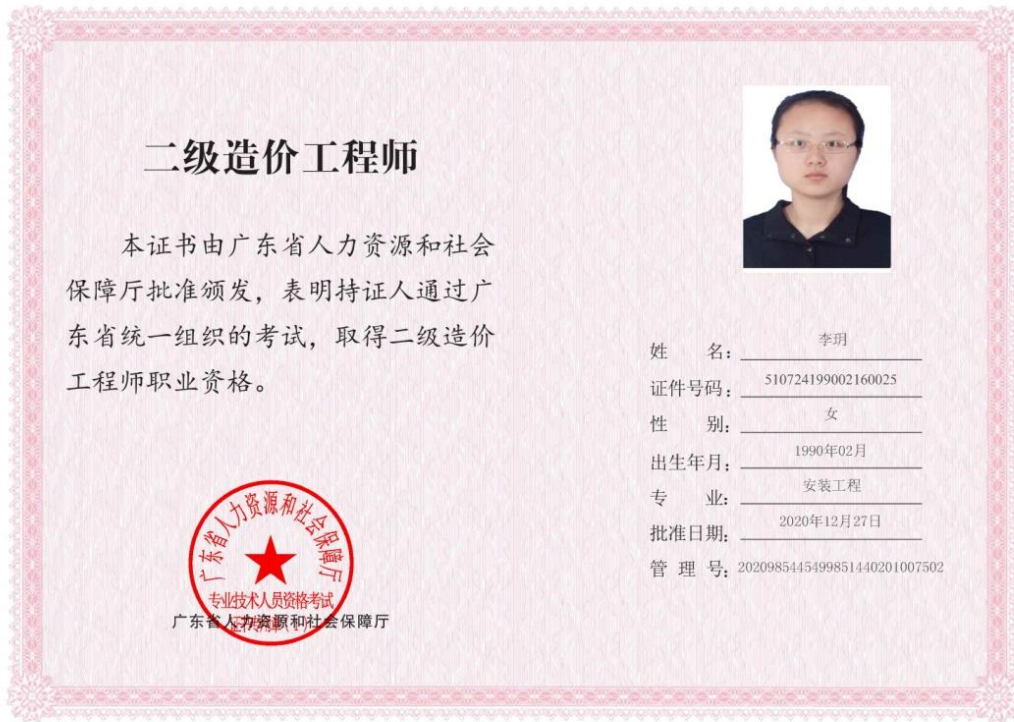 二级造价工程师
本证书由广东省人力资源和社会
保障厅批准颁发，表明持证人通过广
东省统一组织的考试，取得二级造价
工程师职业资格。
广东省人力资源和社会保障厅
专业技术人员资格考试
广东省人力资源和社会保障厅
姓 名：李玥
证件号码：510724199002160025
性 别：女
出生年月：1990年02月
专 业：安装工程
批准日期：2020年12月27日
管 理 号：2020985445499851440201007502